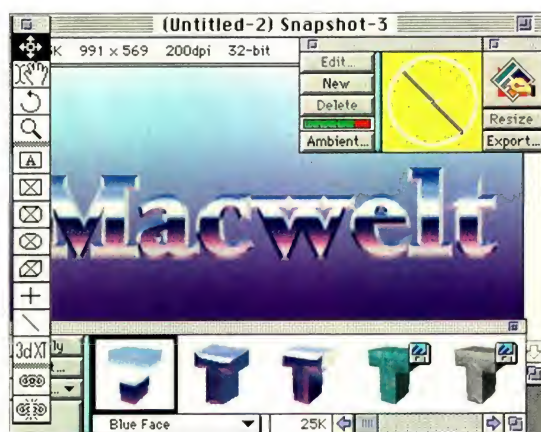 (Untitled-2) Snapshot-3
K 991 x 569 200dpi 32-bit
Edit...
New
Delete
Ambient...
Resize
Export...
A
Macwelt
3dXT
ly
t...
Blue Face
25K